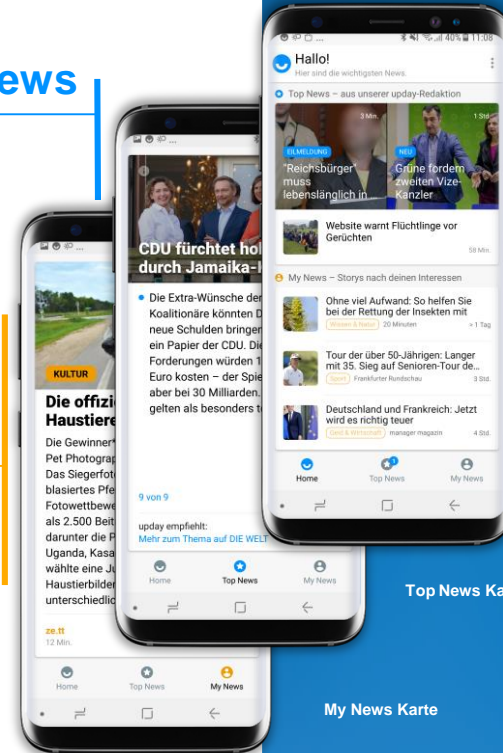 ews
11:08
40%
Hallo!
Hier sind die wichtigsten News.
Top News – aus unserer upday-Redaktion
3 Min.
1 Std.
EILMELDUNG
"Reichsbürger"
muss
lebenslänglich in
NEU
Grüne fordern
zweiten Vize-
Kanzler
Website warnt Flüchtlinge vor
Gerüchten
58 Min.
My News – Storys nach deinen Interessen
Ohne viel Aufwand: So helfen Sie
bei der Rettung der Insekten mit
Wissen & Natur 20 Minuten > 1 Tag
Tour der über 50-Jährigen: Langer
mit 35. Sieg auf Senioren-Tour de...
Sport Frankfurter Rundschau 3 Std.
Deutschland und Frankreich: Jetzt
wird es richtig teuer
Geld & Wirtschaft manager magazin 4 Std.
Home
1
Top News
My News
CDU fürchtet hol
durch Jamaika-
Die Extra-Wünsche der
Koalitionäre könnten D
neue Schulden bringen
ein Papier der CDU. Die
Forderungen würden 1
Euro kosten – der Spie
aber bei 30 Milliarden.
gelten als besonders t
9 von 9
upday empfiehlt:
Mehr zum Thema auf DIE WELT
Home
Top News
My News
KULTUR
Die offizi
Haustiere
Die Gewinner*
Pet Photograp
Das Siegerfot
blasiertes Pfe
Fotowettbewe
als 2.500 Beit
darunter die P
Uganda, Kasa
wählte eine Ju
Haustierbilder
unterschiedlic
ze.tt
12 Min.
Home
Top News
My News
Top News Ka
My News Karte